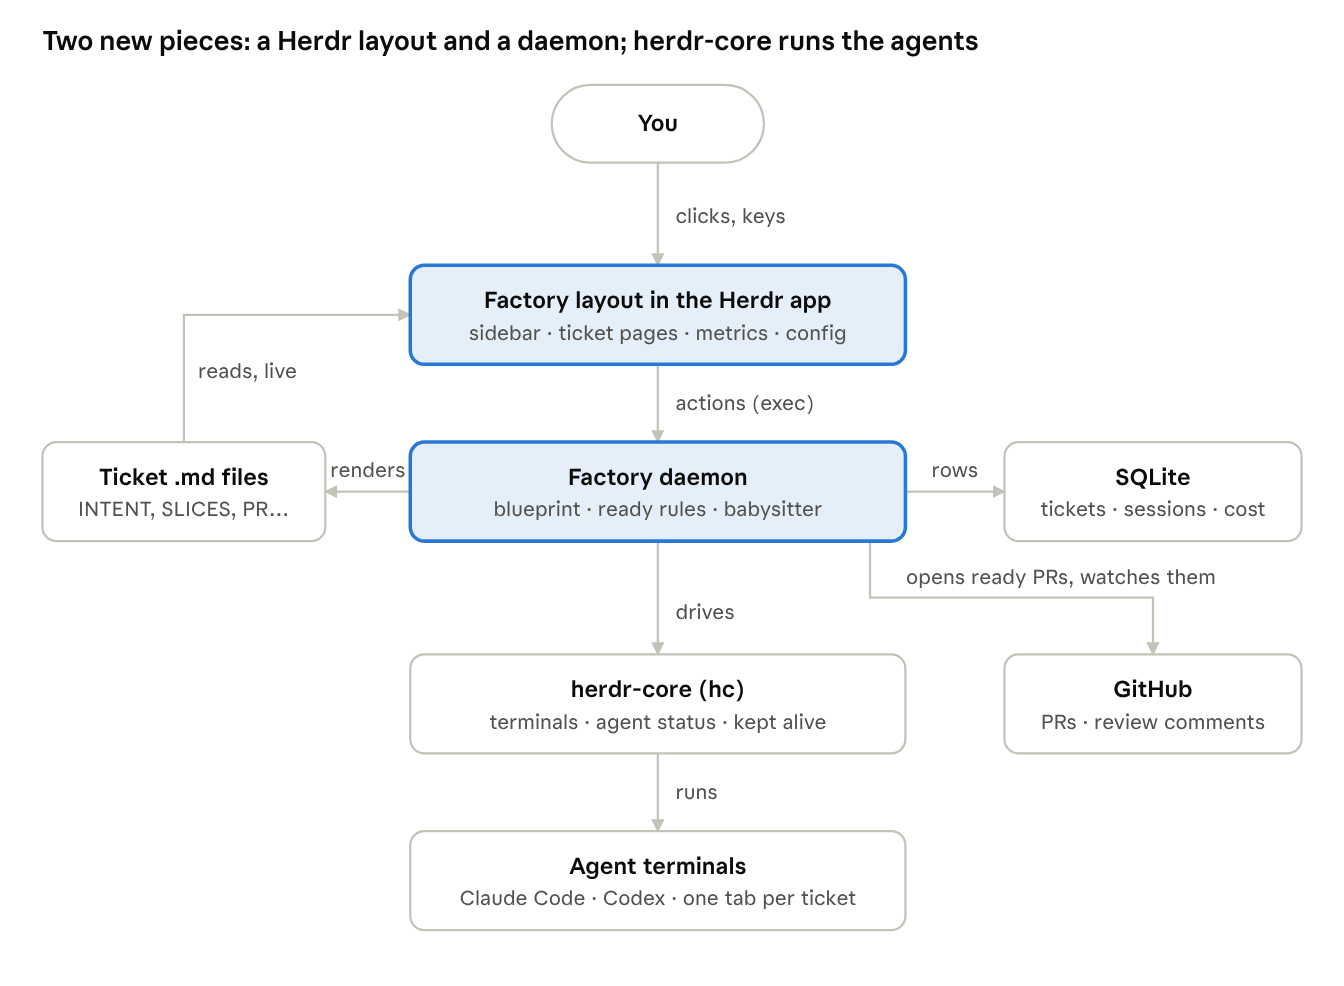 Two new pieces: a Herdr layout and a daemon; herdr-core runs the agents
You
clicks, keys
Factory layout in the Herdr app
sidebar · ticket pages · metrics · config
reads, live
actions (exec)
Ticket .md files
INTENT, SLICES, PR...
renders
Factory daemon
blueprint · ready rules · babysitter
rows
SQLite
tickets · sessions · cost
opens ready PRs, watches them
drives
herdr-core (hc)
terminals · agent status · kept alive
GitHub
PRs · review comments
runs
Agent terminals
Claude Code · Codex · one tab per ticket